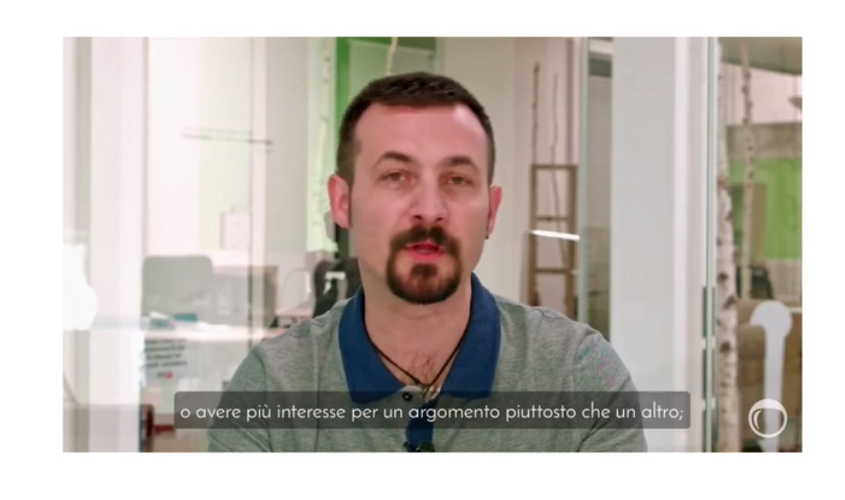 o avere più interesse per un argomento piuttosto che un altro;